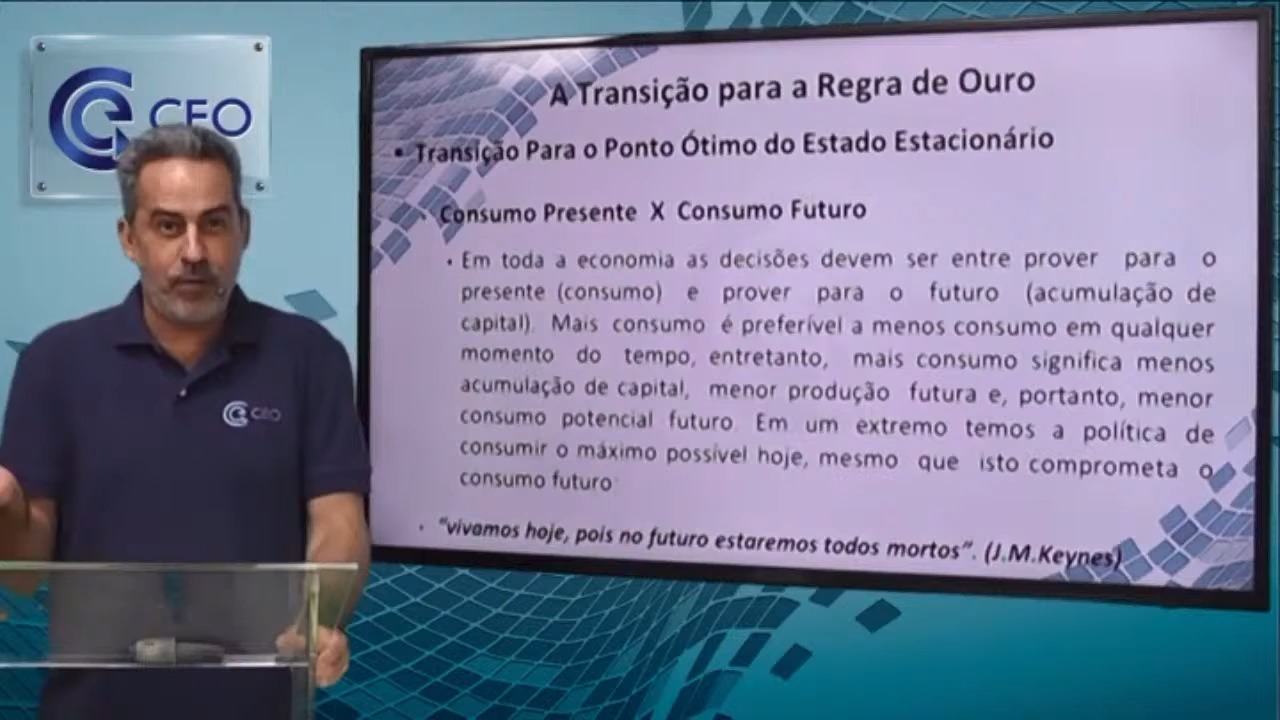 CEO
A Transição para a Regra de Ouro
• Transição Para o Ponto Ótimo do Estado Estacionário
• Consumo Presente X Consumo Futuro
• Em toda a economia as decisões devem ser entre prover para o
presente (consumo) e prover para o futuro (acumulação de
capital). Mais consumo é preferível a menos consumo em qualquer
momento do tempo, entretanto, mais consumo significa menos
acumulação de capital, menor produção futura e, portanto, menor
consumo potencial futuro. Em um extremo temos a política de
consumir o máximo possível hoje, mesmo que isto comprometa o
consumo futuro
• "vivamos hoje, pois no futuro estaremos todos mortos". (J.M.Keynes)
CEO